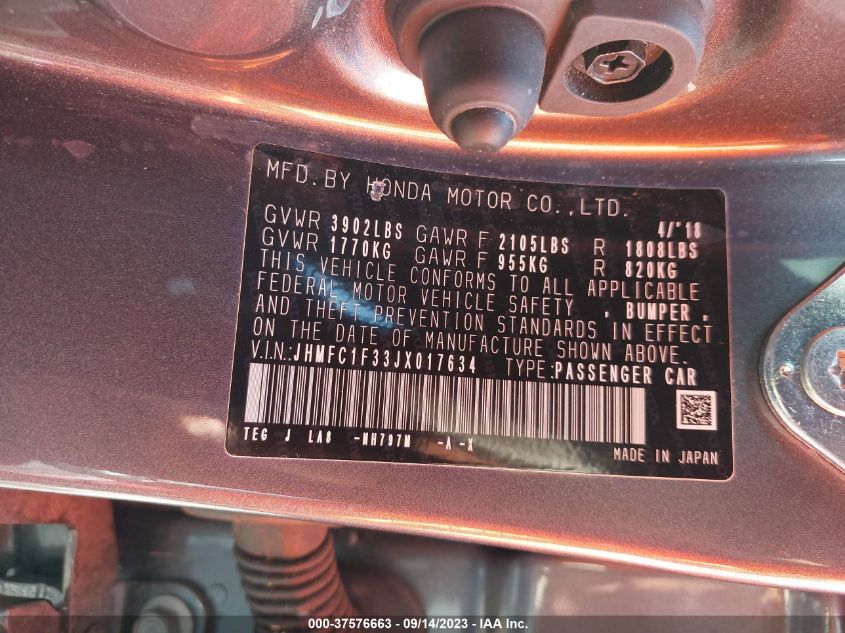 MFD. BY HONDA MOTOR CO., LTD.
4/'18
GVWR 3902LBS GAWR F 2105LBS R 1808LBS
GVWR 1770KG GAWR F 955KG R 820KG
THIS VEHICLE CONFORMS TO ALL APPLICABLE
FEDERAL MOTOR VEHICLE SAFETY , BUMPER ,
AND THEFT PREVENTION STANDARDS IN EFFECT
ON THE DATE OF MANUFACTURE SHOWN ABOVE.
V.I.N.:JHMFC1F33JX017634 TYPE:PASSENGER CAR
TEG J LA8 -NH797M -A -X
MADE IN JAPAN
000-37576663 - 09/14/2023 - IAA Inc.